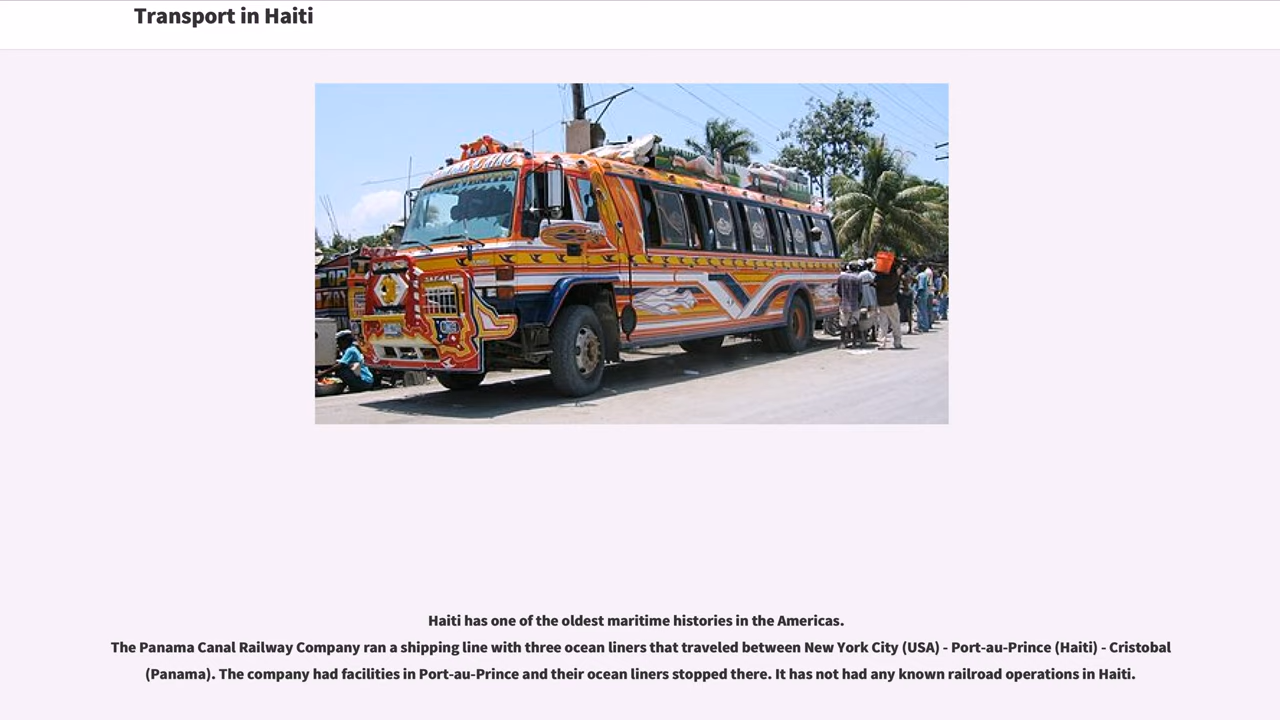 Transport in Haiti
Haiti has one of the oldest maritime histories in the Americas.
The Panama Canal Railway Company ran a shipping line with three ocean liners that traveled between New York City (USA) - Port-au-Prince (Haiti) - Cristobal
(Panama). The company had facilities in Port-au-Prince and their ocean liners stopped there. It has not had any known railroad operations in Haiti.